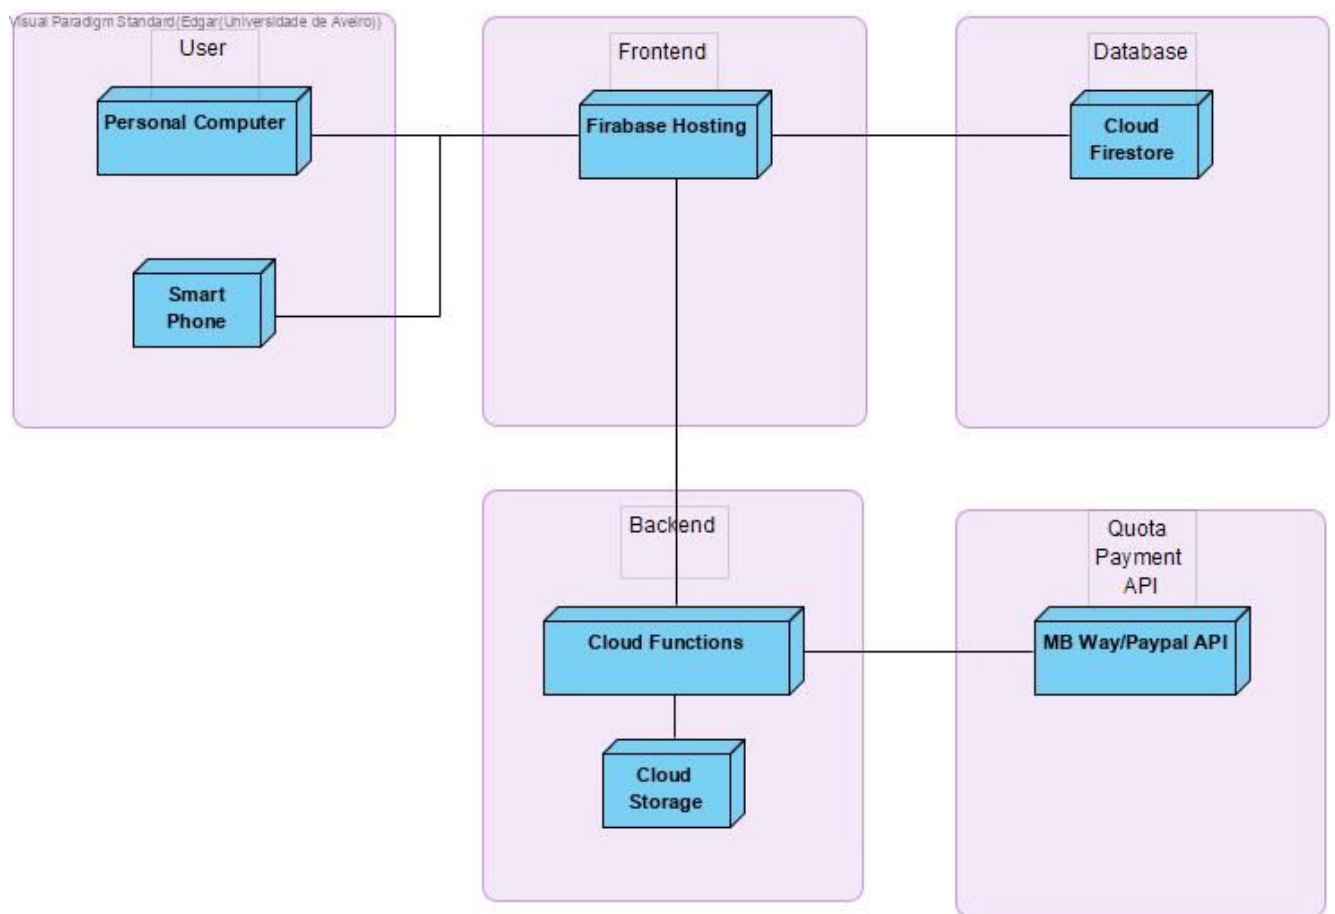 Visual Paradigm Standard(Edgar(Universidade de Aveiro))
User
Frontend
Database
Personal Computer
Firabase Hosting
Cloud
Firestore
Smart
Phone
Backend
Quota
Payment
API
Cloud Functions
MB Way/Paypal API
Cloud
Storage